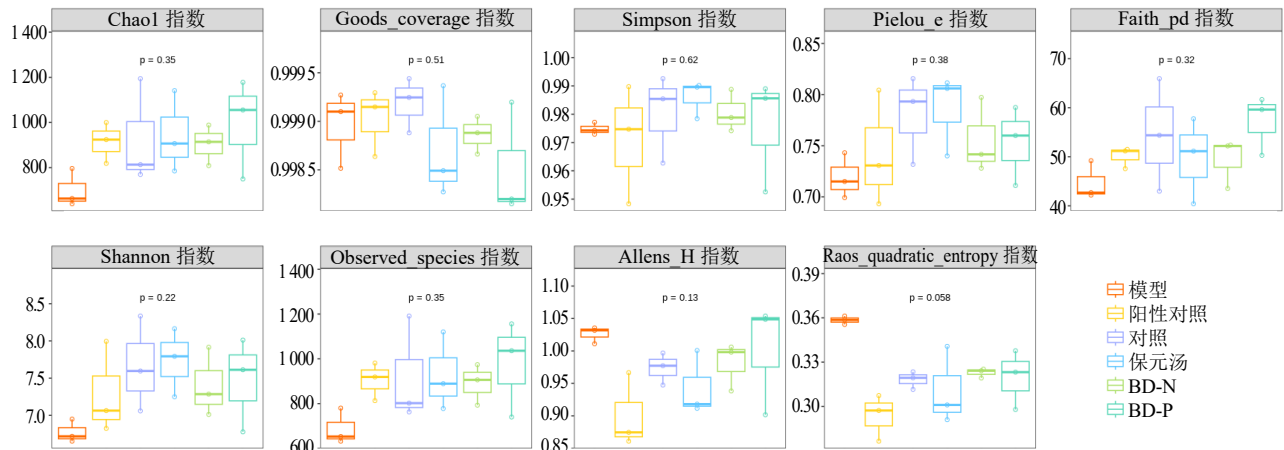 Chao1 指数
1 400
1 200
1 000
800
p = 0.35
Goods_coverage 指数
0.999 5
0.999 0
0.998 5
p = 0.51
Simpson 指数
1.00
0.99
0.98
0.97
0.96
0.95
p = 0.62
Pielou_e 指数
0.85
0.80
0.75
0.70
p = 0.38
Faith_pd 指数
70
60
50
40
p = 0.32
Shannon 指数
8.5
8.0
7.5
7.0
p = 0.22
Observed_species 指数
1 400
1 200
1 000
800
600
p = 0.35
Allens_H 指数
1.10
1.05
1.00
0.95
0.90
0.85
p = 0.13
Raos_quadratic_entropy 指数
0.39
0.36
0.33
0.30
p = 0.058
模型
阳性对照
对照
保元汤
BD-N
BD-P